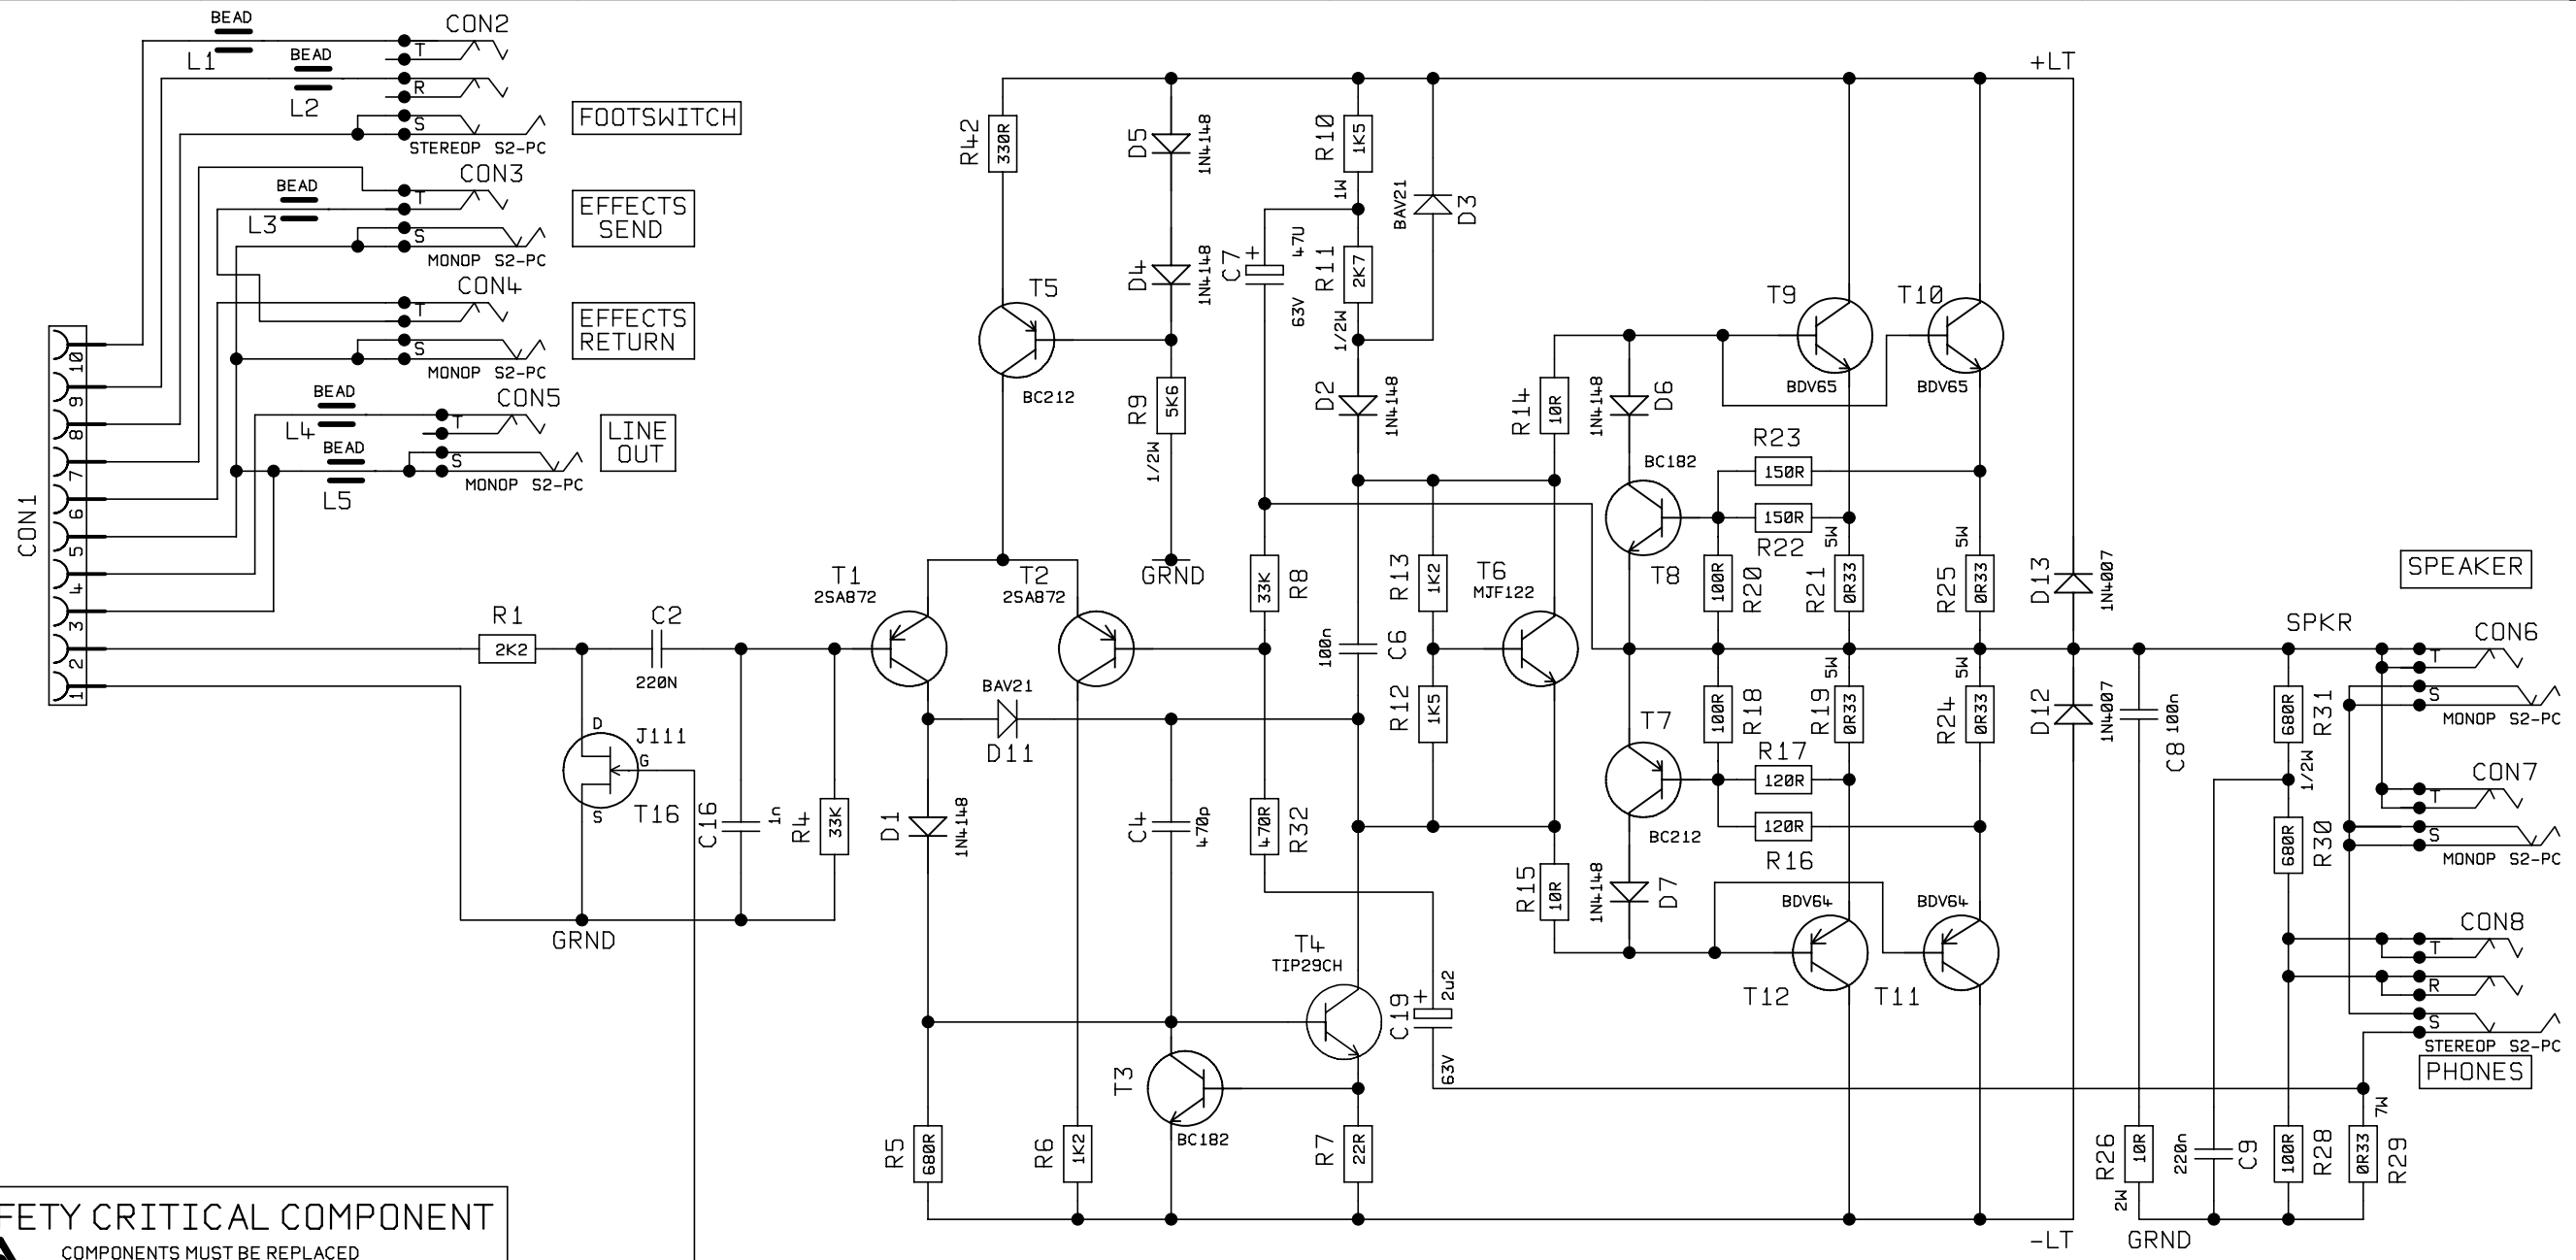 BEAD
L1
BEAD
L2
CON2
T
R
S
STEREOP S2-PC
FOOTSWITCH
CON3
BEAD
L3
T
S
MONOP S2-PC
EFFECTS
SEND
CON4
T
S
MONOP S2-PC
EFFECTS
RETURN
BEAD
L4
CON5
BEAD
L5
T
S
MONOP S2-PC
LINE
OUT
CON1
10
9
8
7
6
5
4
3
2
1
R1
2K2
C2
220N
D
G
S
J111
T16
C16
1n
R4
33K
GRND
T1
2SA872
T2
2SA872
BAV21
D11
D1
1N4148
R5
680R
R6
1K2
R42
330R
T5
BC212
D5
1N4148
D4
1N4148
R9
5K6
1/2W
GRND
C4
470p
T3
BC182
C7
+
47U
63V
R8
33K
R32
470R
R10
1K5
1W
R11
2K7
1/2W
BAV21
D3
D2
1N4148
100n
C6
R13
1K2
R12
1K5
T4
TIP29CH
R7
22R
C19
+
2u2
63V
T6
MJF122
R14
10R
R15
10R
1N4148
D6
BC182
T8
T7
BC212
1N4148
D7
R23
150R
150R
R22
100R
R20
100R
R18
R17
120R
120R
R16
T9
BDV65
T10
BDV65
R21
0R33
5W
R25
0R33
5W
R19
0R33
5W
R24
0R33
5W
BDV64
T12
BDV64
T11
+LT
-LT
D13
1N4007
D12
1N4007
C8
100n
R26
10R
2W
GRND
220n
C9
SPKR
SPEAKER
R31
680R
1/2W
R30
680R
R28
100R
R29
0R33
7W
CON6
T
S
MONOP S2-PC
CON7
T
S
MONOP S2-PC
CON8
T
R
S
STEREOP S2-PC
PHONES
FETY CRITICAL COMPONENT
COMPONENTS MUST BE REPLACED